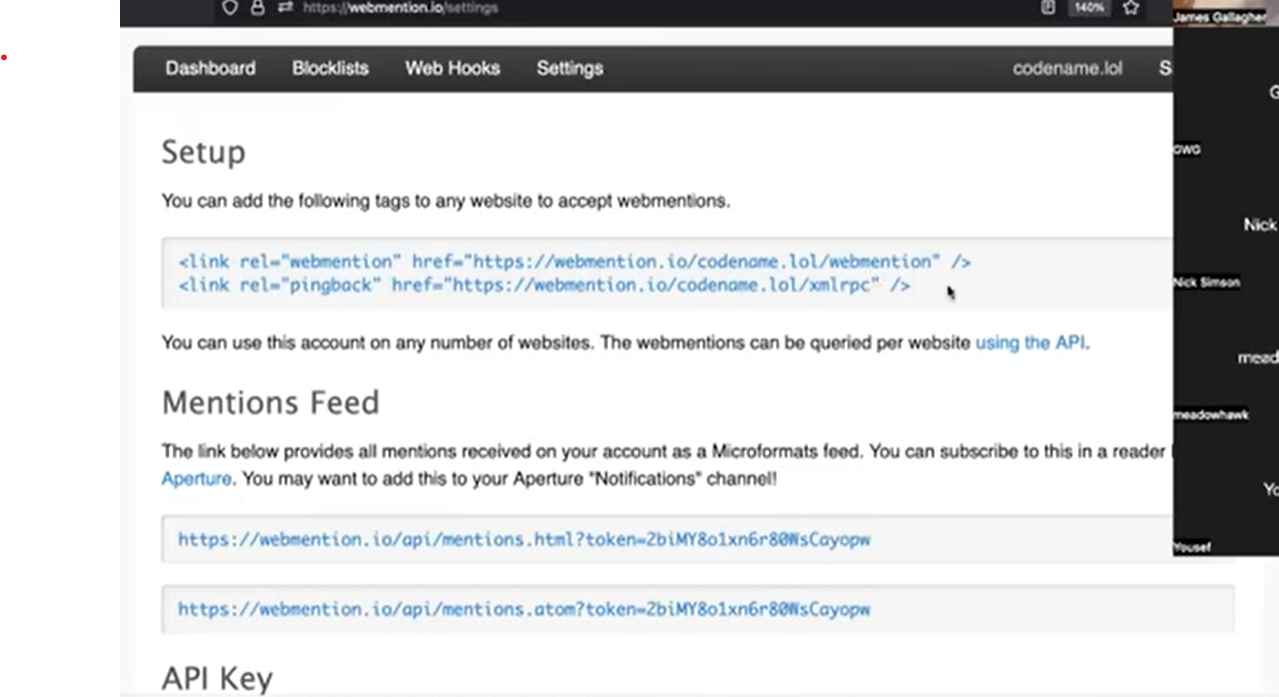 https://webmention.io/settings
140%
James Gallagher
Dashboard Blocklists Web Hooks Settings codename.lol S
G
Setup
GWG
You can add the following tags to any website to accept webmentions.
Nick
<link rel="webmention" href="https://webmention.io/codename.lol/webmention" />
<link rel="pingback" href="https://webmention.io/codename.lol/xmlrpc" />
Nick Simson
You can use this account on any number of websites. The webmentions can be queried per website using the API.
mead
Mentions Feed
meadowhawk
The link below provides all mentions received on your account as a Microformats feed. You can subscribe to this in a reader
Aperture. You may want to add this to your Aperture "Notifications" channel!
Yo
https://webmention.io/api/mentions.html?token=2biMY8o1xn6r80WsCayopw
Yousef
https://webmention.io/api/mentions.atom?token=2biMY8o1xn6r80WsCayopw
API Key